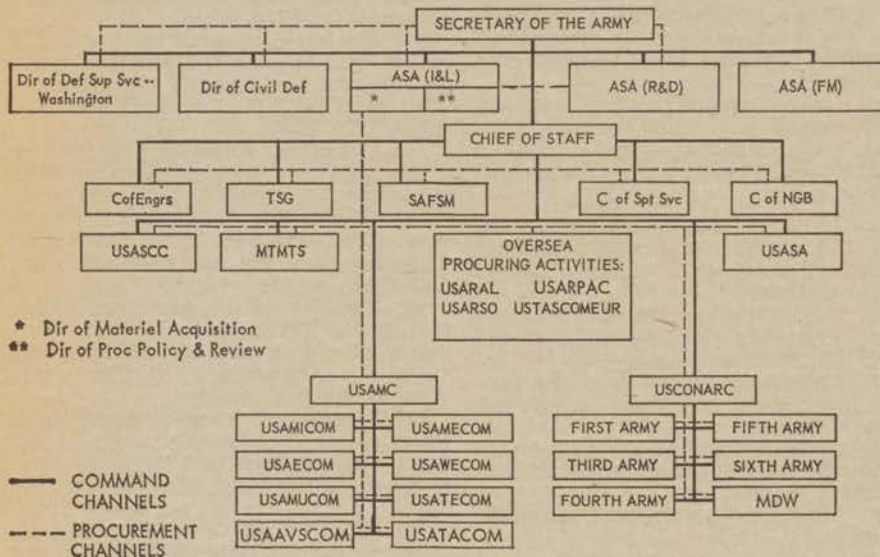 SECRETARY OF THE ARMY
Dir of Def Sup Svc --
Washington
Dir of Civil Def
ASA (I&L)
* **
ASA (R&D)
ASA (FM)
CHIEF OF STAFF
CofEngrs
TSG
SAFSM
C of Spt Svc
C of NGB
USASCC
MTMTS
OVERSEA
PROCURING ACTIVITIES:
USARAL USARPAC
USARSO USTASCOMEUR
USASA
* Dir of Materiel Acquisition
** Dir of Proc Policy & Review
USAMC
USCONARC
USAMICOM
USAMECOM
FIRST ARMY
FIFTH ARMY
USAECOM
USAWECOM
THIRD ARMY
SIXTH ARMY
USAMUCOM
USATECOM
FOURTH ARMY
MDW
USAAVSCOM
USATACOM
COMMAND
CHANNELS
PROCUREMENT
CHANNELS